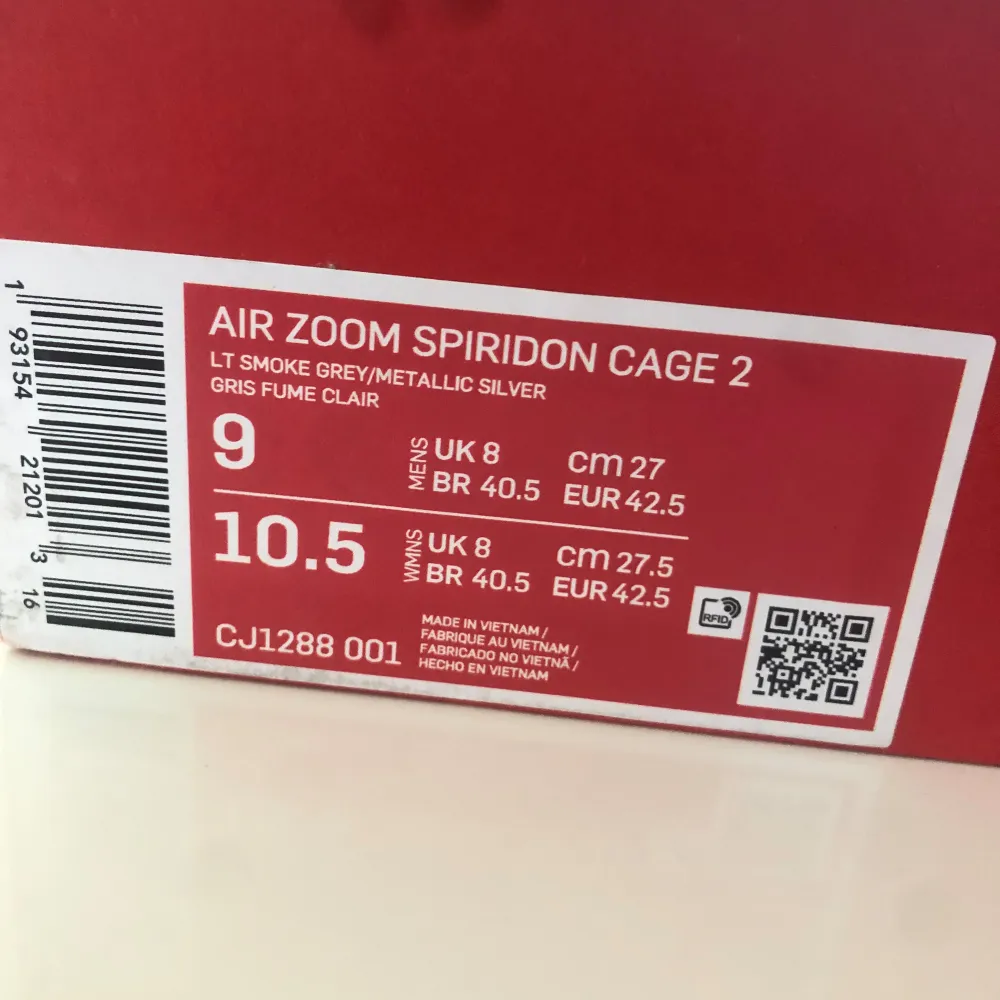 AIR ZOOM SPIRIDON CAGE 2
LT SMOKE GREY/METALLIC SILVER
GRIS FUME CLAIR
9
MENS
UK 8 cm 27
BR 40.5 EUR 42.5
10.5
WMNS
UK 8 cm 27.5
BR 40.5 EUR 42.5
CJ1288 001
MADE IN VIETNAM /
FABRIQUE AU VIETNAM /
FABRICADO NO VIETNÃ /
HECHO EN VIETNAM
RFID
1 93154 21201 3 16